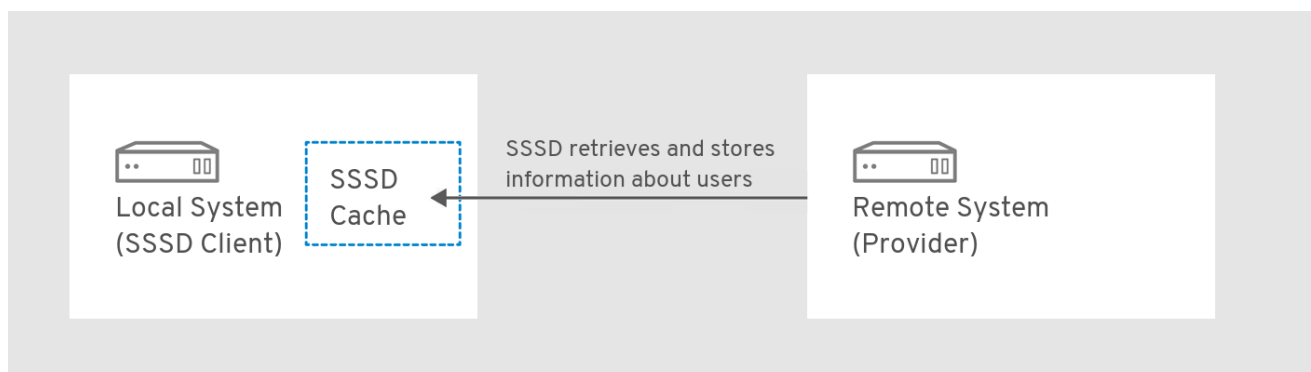 Local System
(SSSD Client)
SSSD
Cache
SSSD retrieves and stores
information about users
Remote System
(Provider)